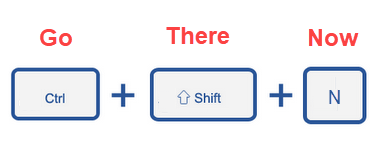 Go There Now
Ctrl + ⇧ Shift + N